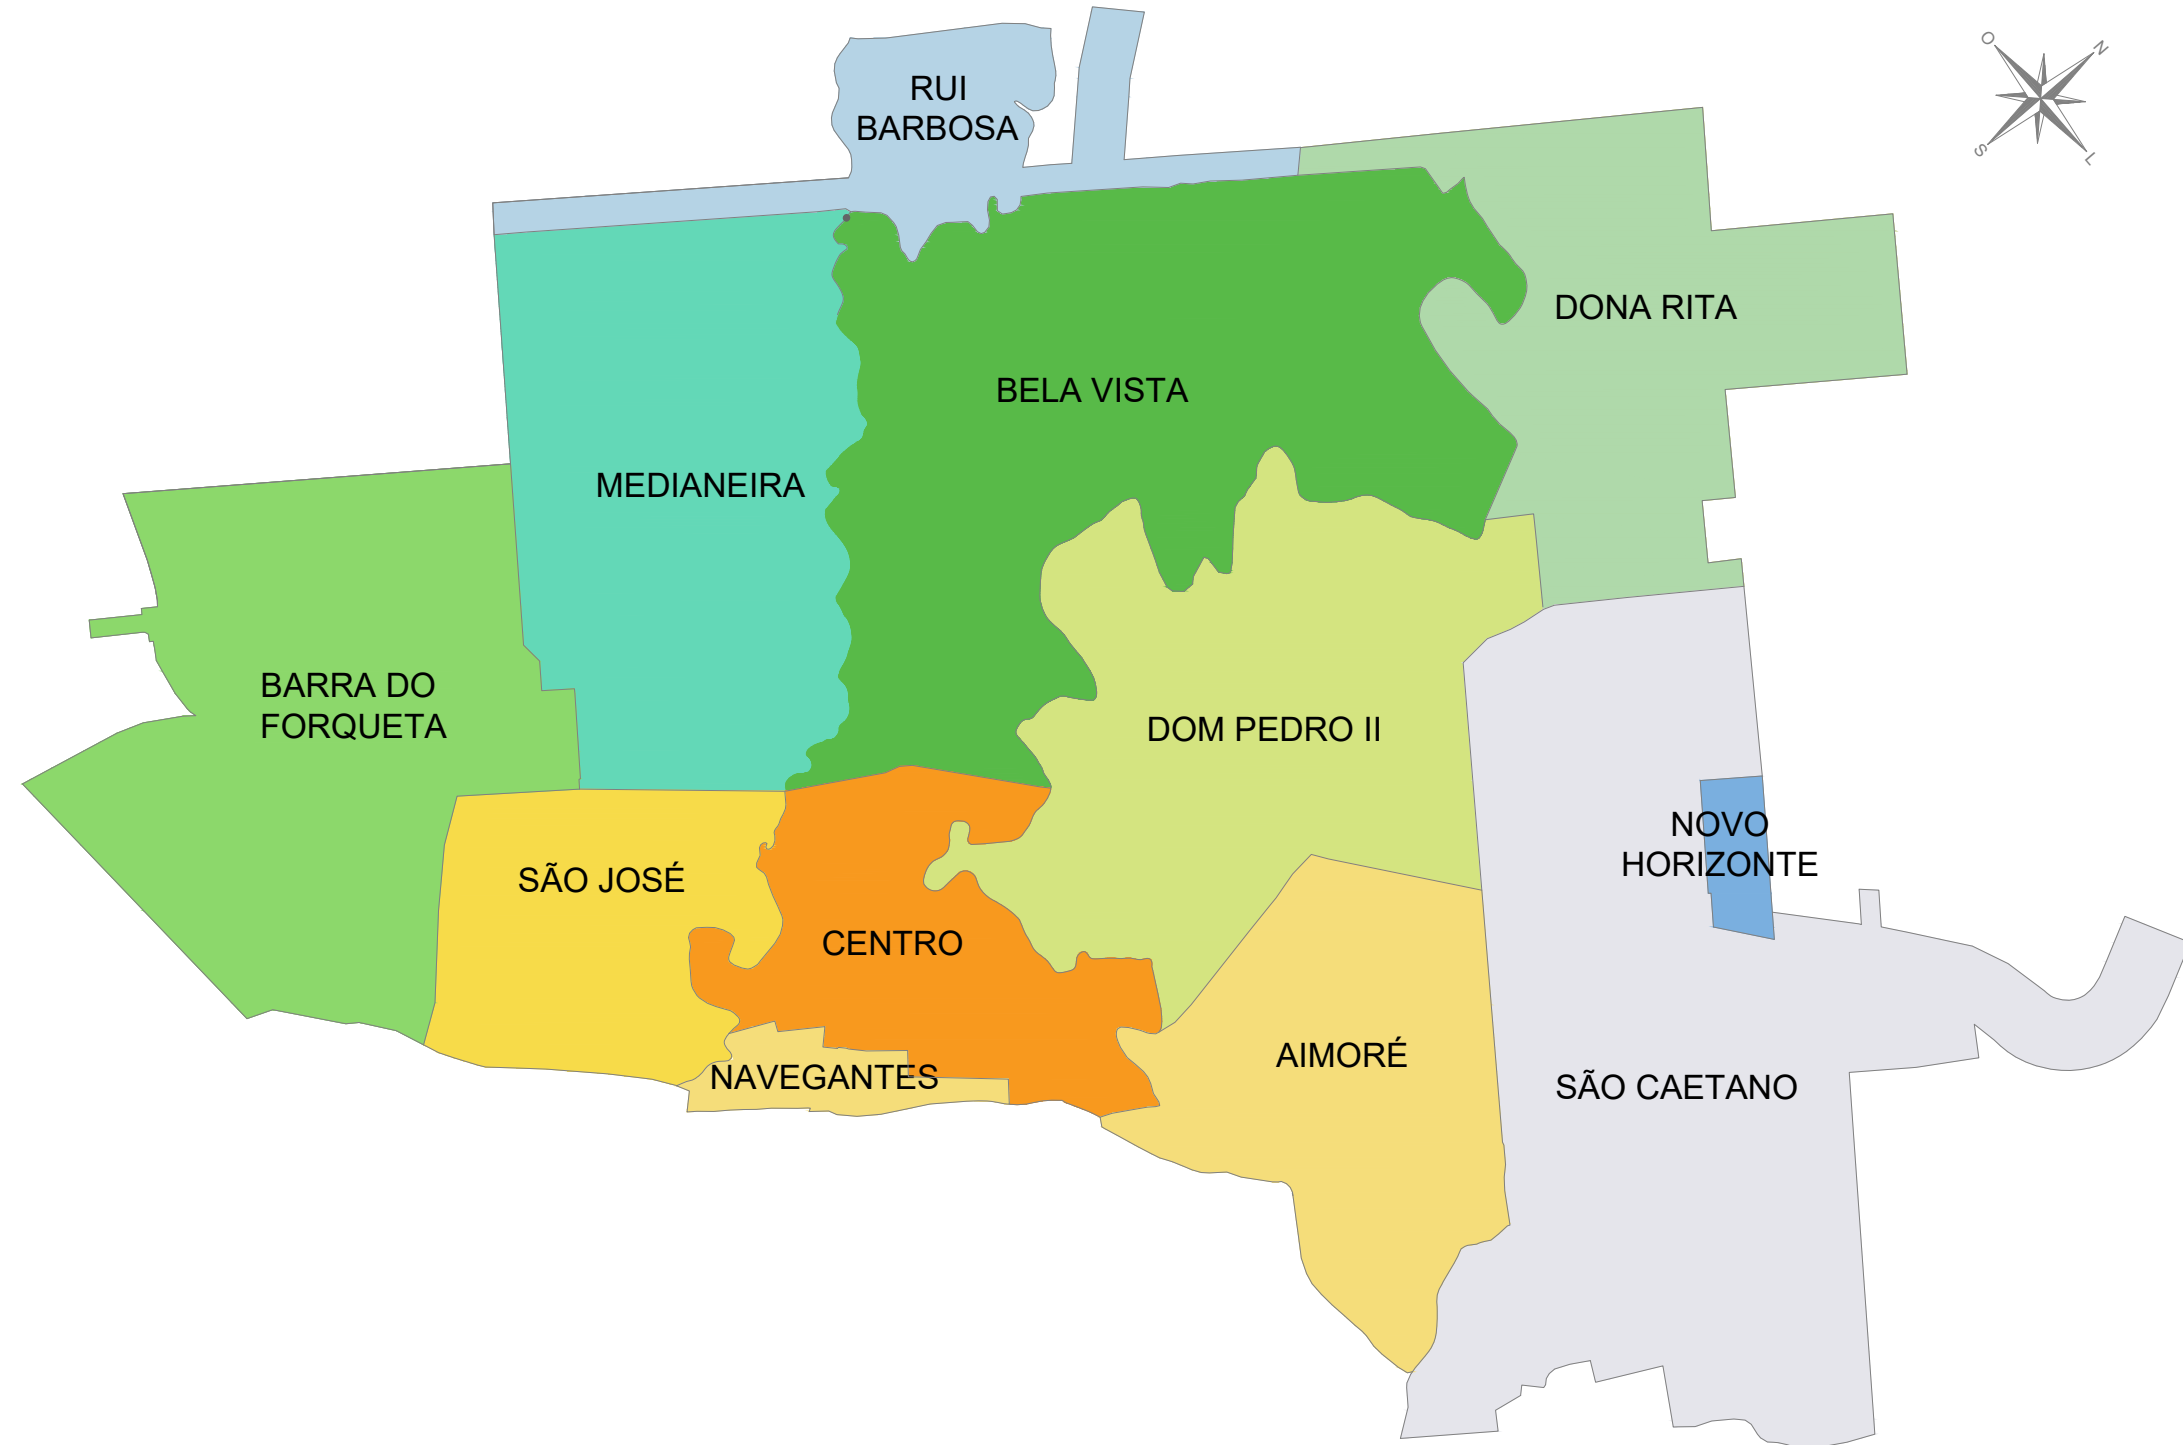 O
N
S
L
RUI
BARBOSA
DONA RITA
BELA VISTA
MEDIANEIRA
BARRA DO
FORQUETA
DOM PEDRO II
NOVO
HORIZONTE
SÃO JOSÉ
CENTRO
AIMORÉ
NAVEGANTES
SÃO CAETANO